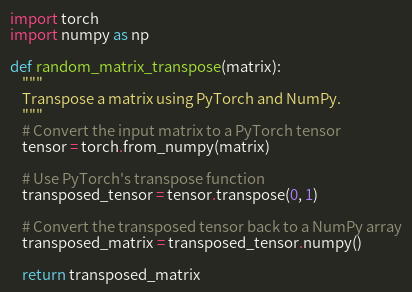 import torch
import numpy as np

def random_matrix_transpose(matrix):
    """
    Transpose a matrix using PyTorch and NumPy.
    """
    # Convert the input matrix to a PyTorch tensor
    tensor = torch.from_numpy(matrix)

    # Use PyTorch's transpose function
    transposed_tensor = tensor.transpose(0, 1)

    # Convert the transposed tensor back to a NumPy array
    transposed_matrix = transposed_tensor.numpy()

    return transposed_matrix